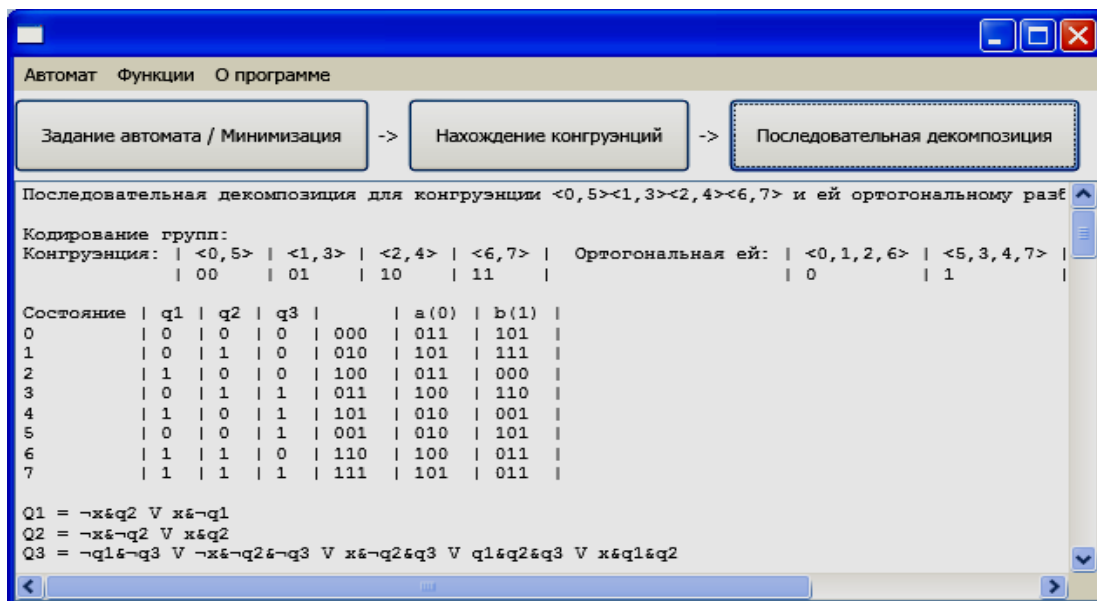 Автомат Функции О программе
Задание автомата / Минимизация -> Нахождение конгруэнций -> Последовательная декомпозиция
Последовательная декомпозиция для конгруэнции <0,5><1,3><2,4><6,7> и ей ортогональному разб
Кодирование групп:
Конгруэнция: | <0,5> | <1,3> | <2,4> | <6,7> | Ортогональная ей: | <0,1,2,6> | <5,3,4,7> |
| 00 | 01 | 10 | 11 | | 0 | 1 |
Состояние | q1 | q2 | q3 | | a(0) | b(1) |
0 | 0 | 0 | 0 | 000 | 011 | 101 |
1 | 0 | 1 | 0 | 010 | 101 | 111 |
2 | 1 | 0 | 0 | 100 | 011 | 000 |
3 | 0 | 1 | 1 | 011 | 100 | 110 |
4 | 1 | 0 | 1 | 101 | 010 | 001 |
5 | 0 | 0 | 1 | 001 | 010 | 101 |
6 | 1 | 1 | 0 | 110 | 100 | 011 |
7 | 1 | 1 | 1 | 111 | 101 | 011 |
Q1 = ¬x&q2 V x&¬q1
Q2 = ¬x&¬q2 V x&q2
Q3 = ¬q1&¬q3 V ¬x&¬q2&¬q3 V x&¬q2&q3 V q1&q2&q3 V x&q1&q2